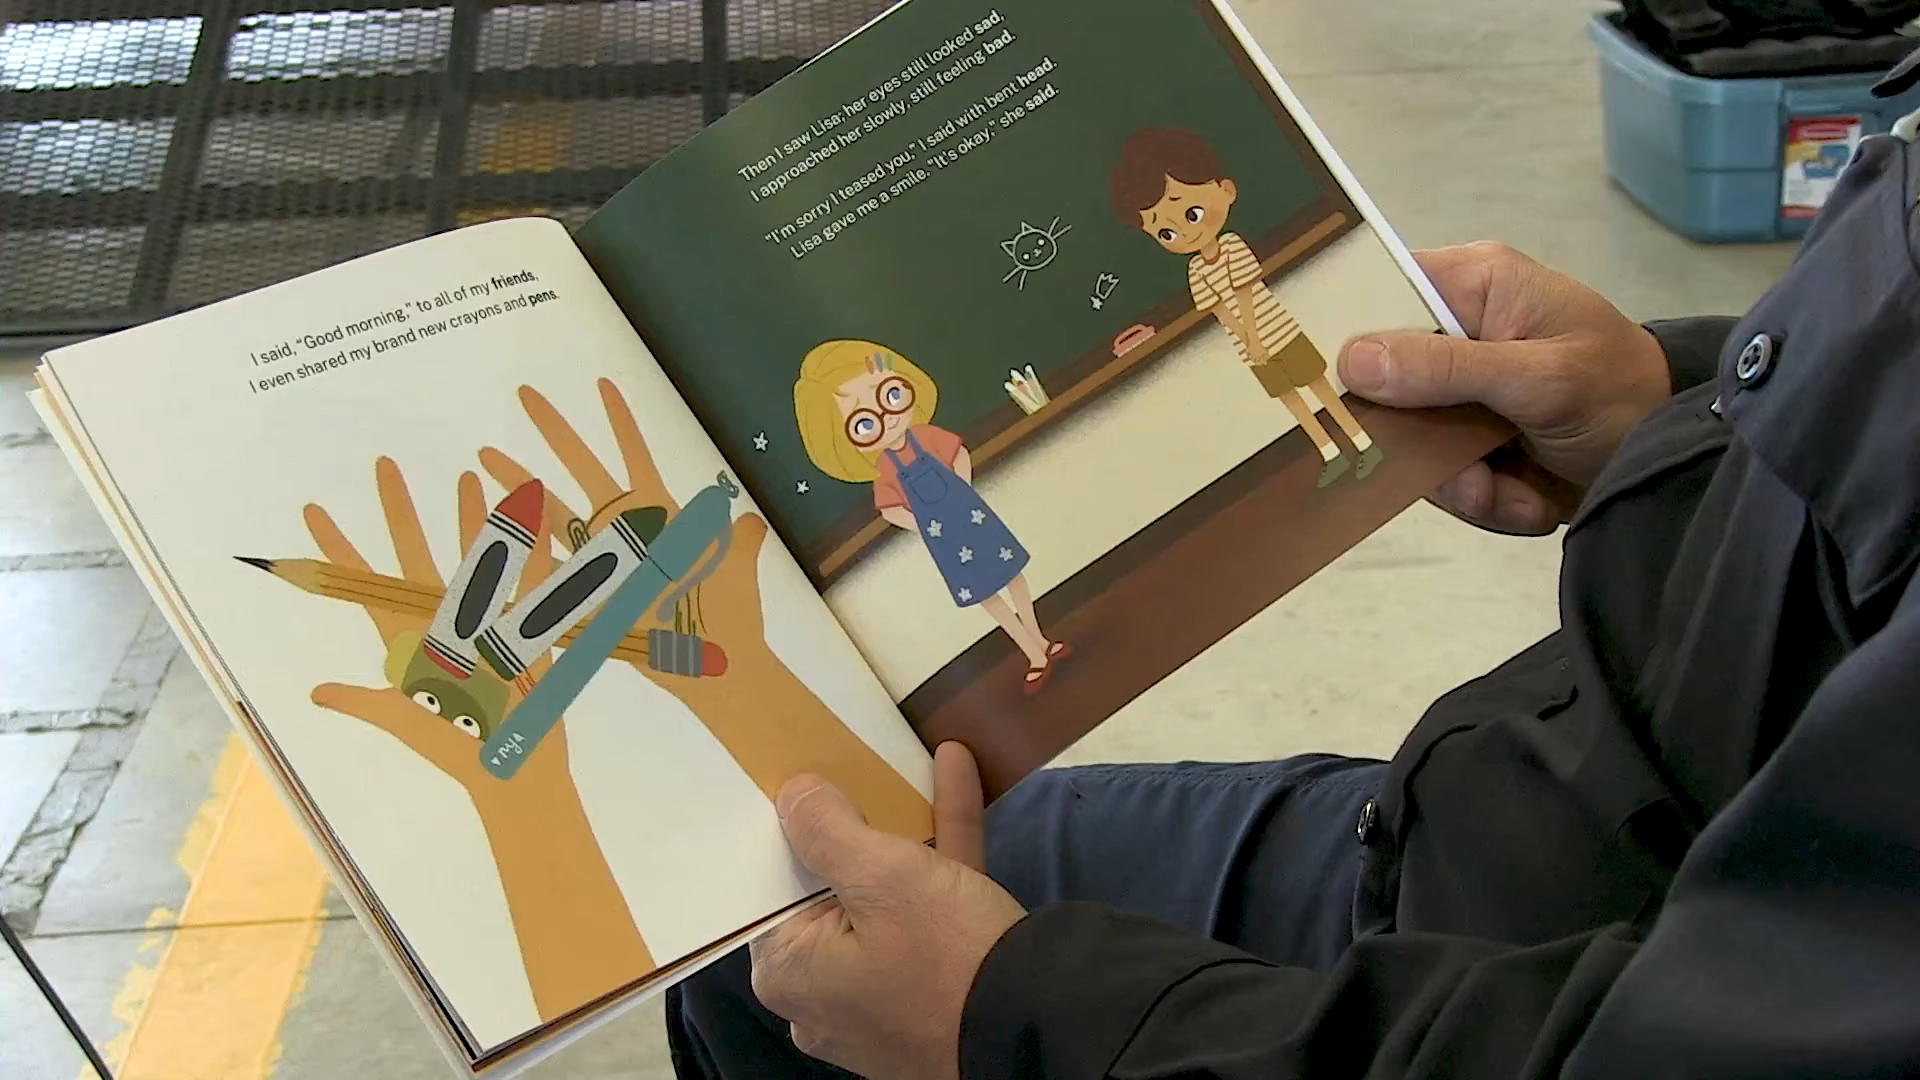 I said, “Good morning,” to all of my friends,
I even shared my brand new crayons and pens.
nya
Then I saw Lisa; her eyes still looked sad,
I approached her slowly, still feeling bad.
"I'm sorry I teased you," I said with bent head.
Lisa gave me a smile. "It's okay," she said.